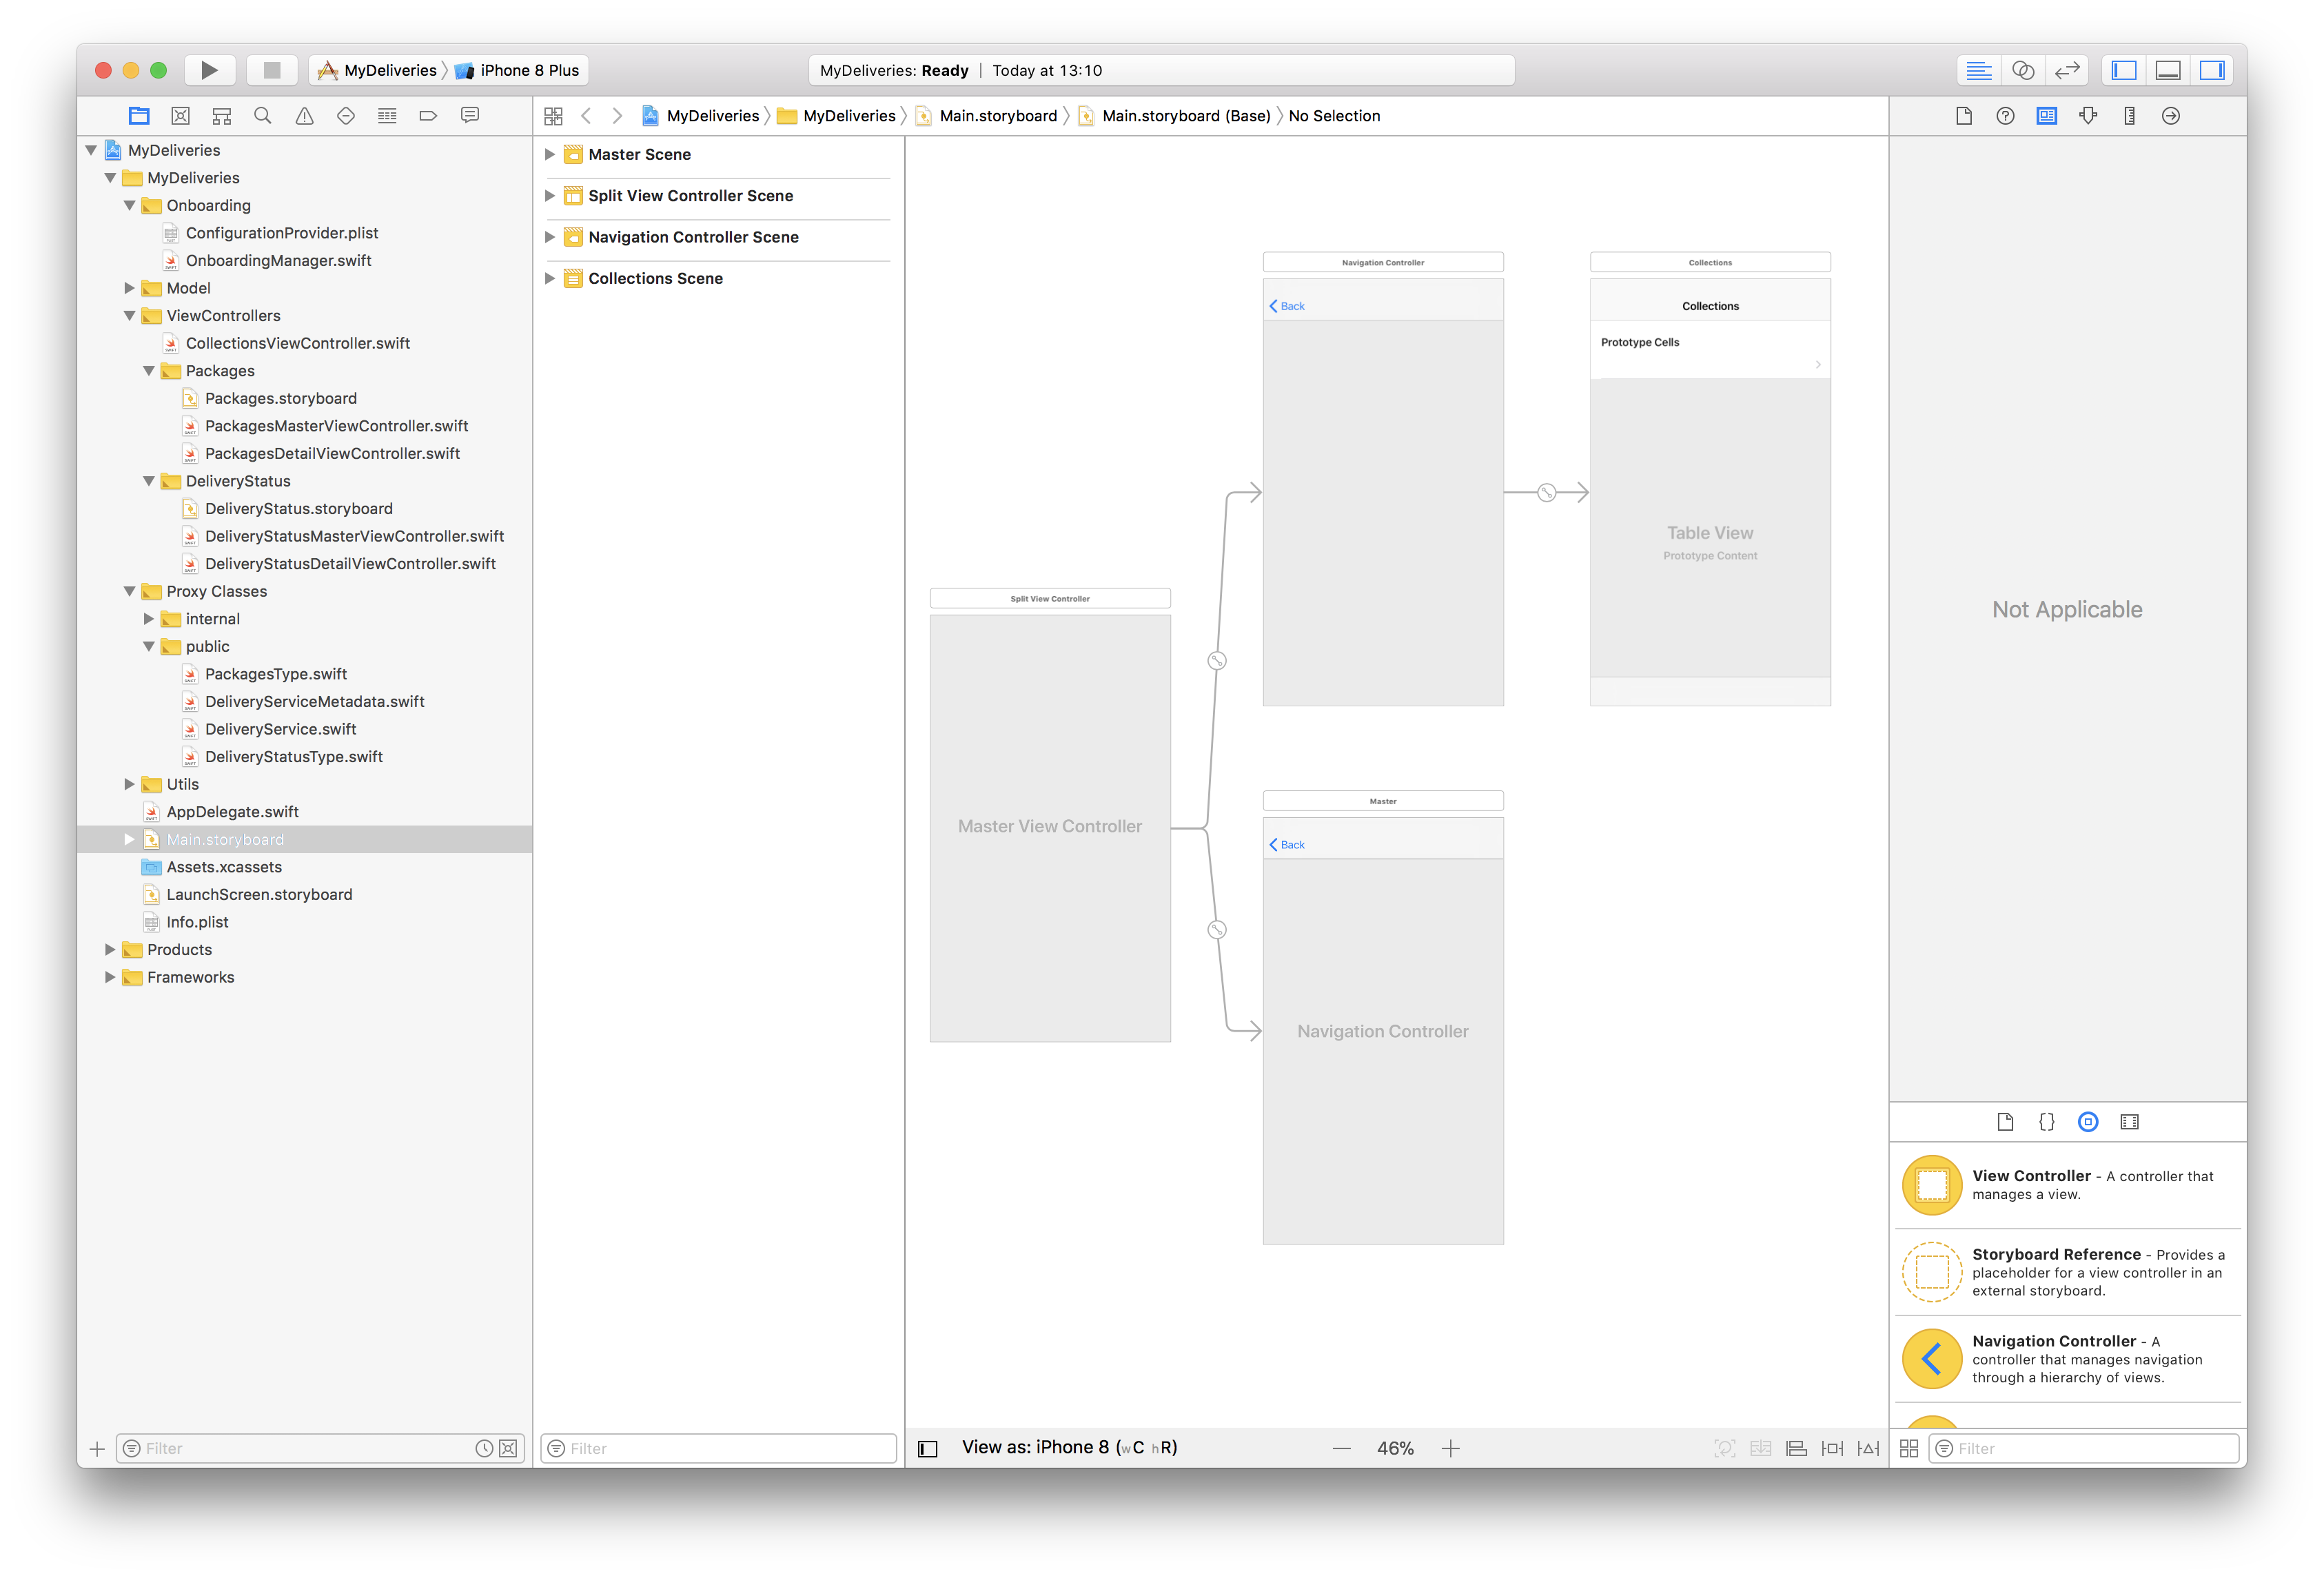 MyDeliveries
iPhone 8 Plus
MyDeliveries: Ready | Today at 13:10
MyDeliveries
MyDeliveries
Main.storyboard
Main.storyboard (Base)
No Selection
MyDeliveries
MyDeliveries
Onboarding
ConfigurationProvider.plist
OnboardingManager.swift
Model
ViewControllers
CollectionsViewController.swift
Packages
Packages.storyboard
PackagesMasterViewController.swift
PackagesDetailViewController.swift
DeliveryStatus
DeliveryStatus.storyboard
DeliveryStatusMasterViewController.swift
DeliveryStatusDetailViewController.swift
Proxy Classes
internal
public
PackagesType.swift
DeliveryServiceMetadata.swift
DeliveryService.swift
DeliveryStatusType.swift
Utils
AppDelegate.swift
Main.storyboard
Assets.xcassets
LaunchScreen.storyboard
Info.plist
Products
Frameworks
Filter
Master Scene
Split View Controller Scene
Navigation Controller Scene
Collections Scene
Filter
Split View Controller
Master View Controller
Navigation Controller
Back
Collections
Collections
Prototype Cells
Table View
Prototype Content
Master
Back
Navigation Controller
View as: iPhone 8 (wC hR)
46%
Not Applicable
View Controller - A controller that
manages a view.
Storyboard Reference - Provides a
placeholder for a view controller in an
external storyboard.
Navigation Controller - A
controller that manages navigation
through a hierarchy of views.
Filter